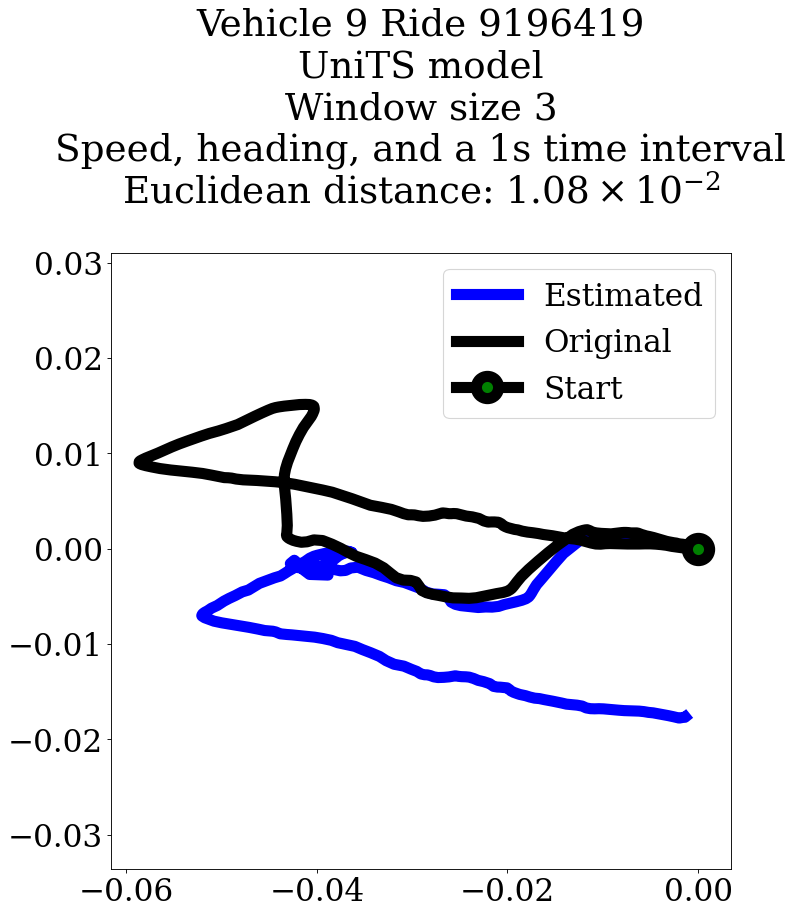 Vehicle 9 Ride 9196419
UniTS model
Window size 3
Speed, heading, and a 1s time interval
Euclidean distance: 1.08 × 10⁻²
0.03
Estimated
0.02
Original
Start
0.01
0.00
−0.01
−0.02
−0.03
−0.06 −0.04 −0.02 0.00